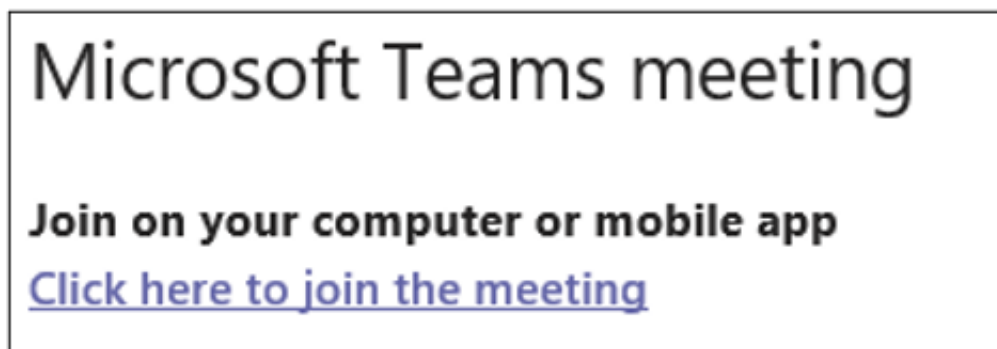 Microsoft Teams meeting
Join on your computer or mobile app
Click here to join the meeting